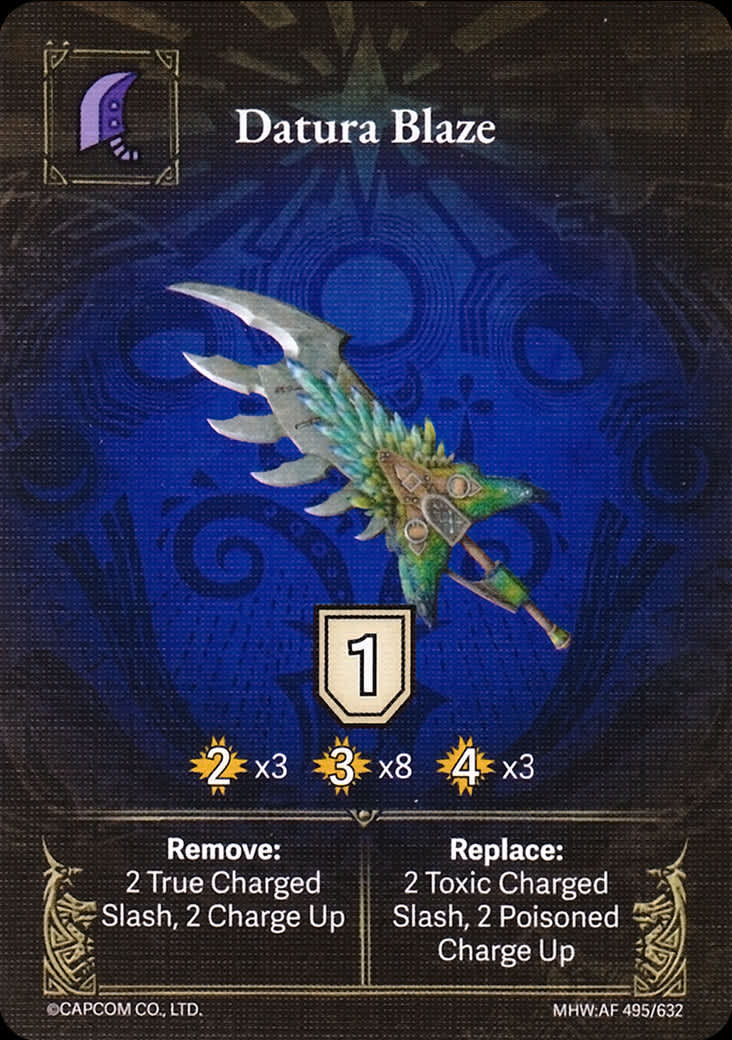 Datura Blaze
1
2 x3 3 x8 4 x3
Remove:
2 True Charged
Slash, 2 Charge Up
Replace:
2 Toxic Charged
Slash, 2 Poisoned
Charge Up
©CAPCOM CO., LTD.
MHW:AF 495/632